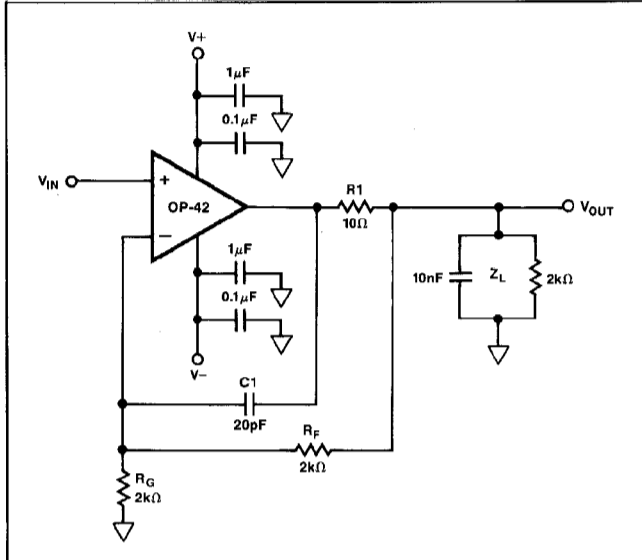 V+
1µF
0.1µF
VIN
+
OP-42
−
R1
10Ω
VOUT
1µF
0.1µF
10nF
ZL
2kΩ
V−
C1
20pF
RF
2kΩ
RG
2kΩ